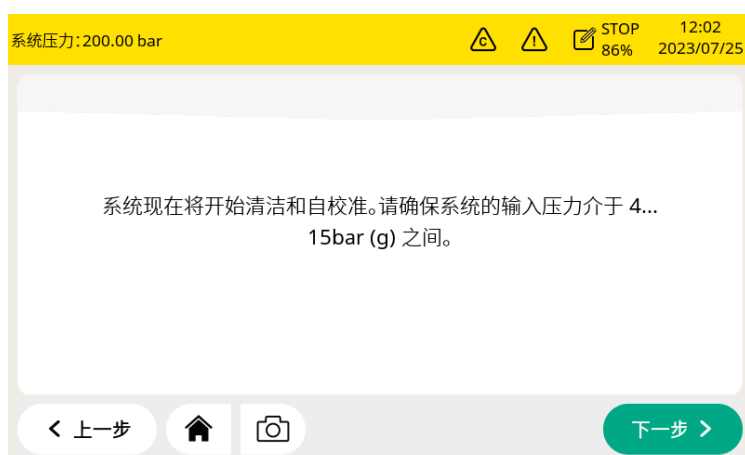 系统压力：200.00 bar
C
!
STOP
86%
12:02
2023/07/25
系统现在将开始清洁和自校准。请确保系统的输入压力介于 4...
15bar (g) 之间。
上一步
下一步